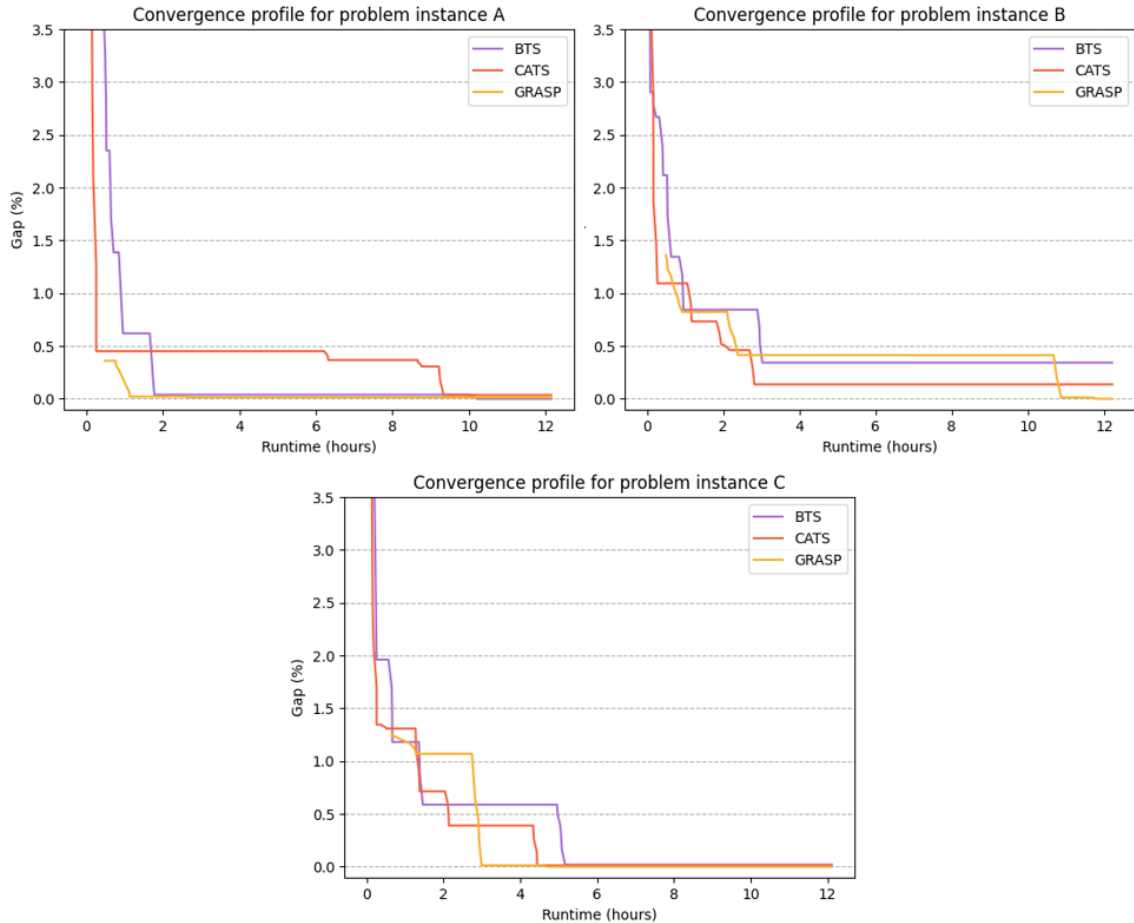 Convergence profile for problem instance A
3.5
3.0
2.5
2.0
1.5
1.0
0.5
0.0
Gap (%)
BTS
CATS
GRASP
0 2 4 6 8 10 12
Runtime (hours)
Convergence profile for problem instance B
3.5
3.0
2.5
2.0
1.5
1.0
0.5
0.0
BTS
CATS
GRASP
0 2 4 6 8 10 12
Runtime (hours)
Convergence profile for problem instance C
3.5
3.0
2.5
2.0
1.5
1.0
0.5
0.0
Gap (%)
BTS
CATS
GRASP
0 2 4 6 8 10 12
Runtime (hours)